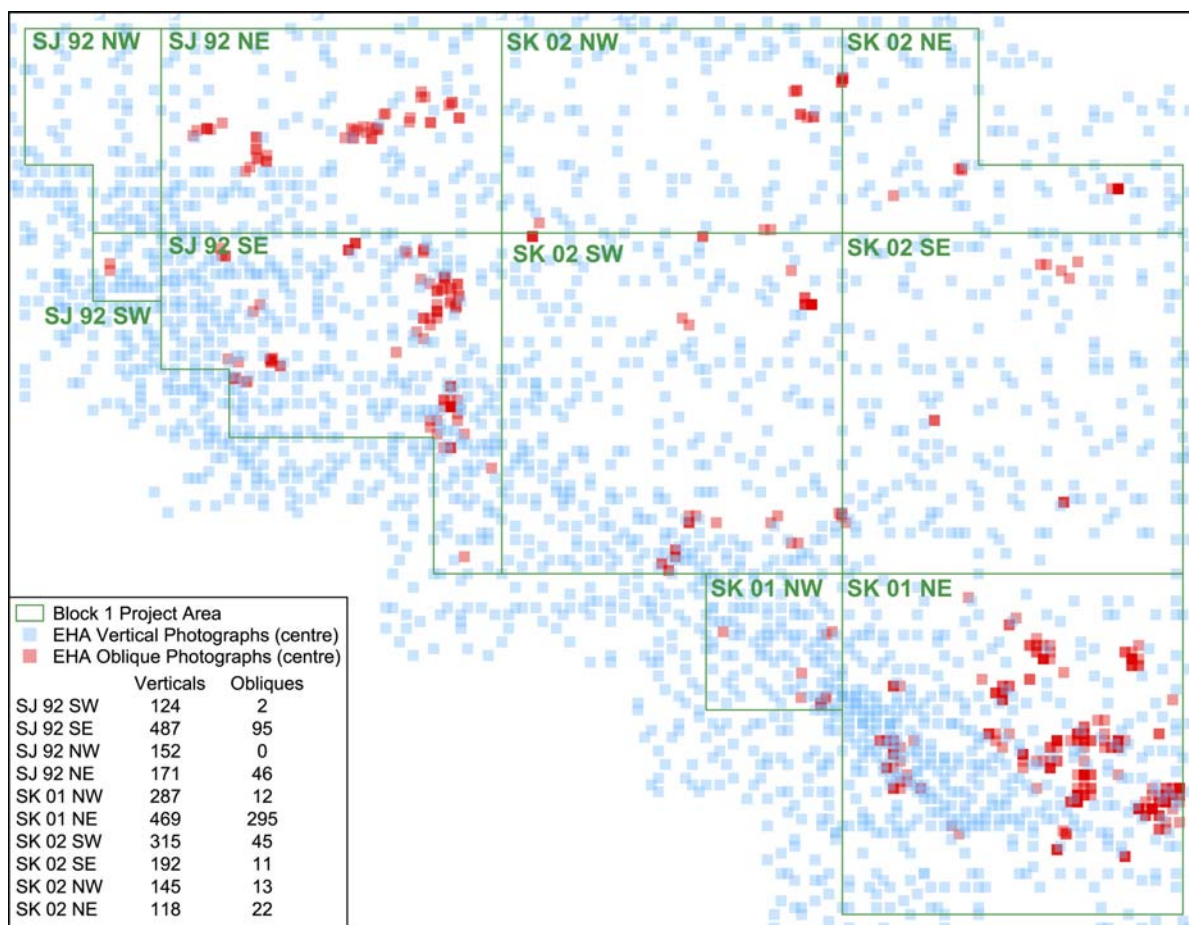 SJ 92 NW SJ 92 NE SK 02 NW SK 02 NE
SJ 92 SE SK 02 SW SK 02 SE
SJ 92 SW
SK 01 NW SK 01 NE
Block 1 Project Area
EHA Vertical Photographs (centre)
EHA Oblique Photographs (centre)
Verticals Obliques
SJ 92 SW 124 2
SJ 92 SE 487 95
SJ 92 NW 152 0
SJ 92 NE 171 46
SK 01 NW 287 12
SK 01 NE 469 295
SK 02 SW 315 45
SK 02 SE 192 11
SK 02 NW 145 13
SK 02 NE 118 22